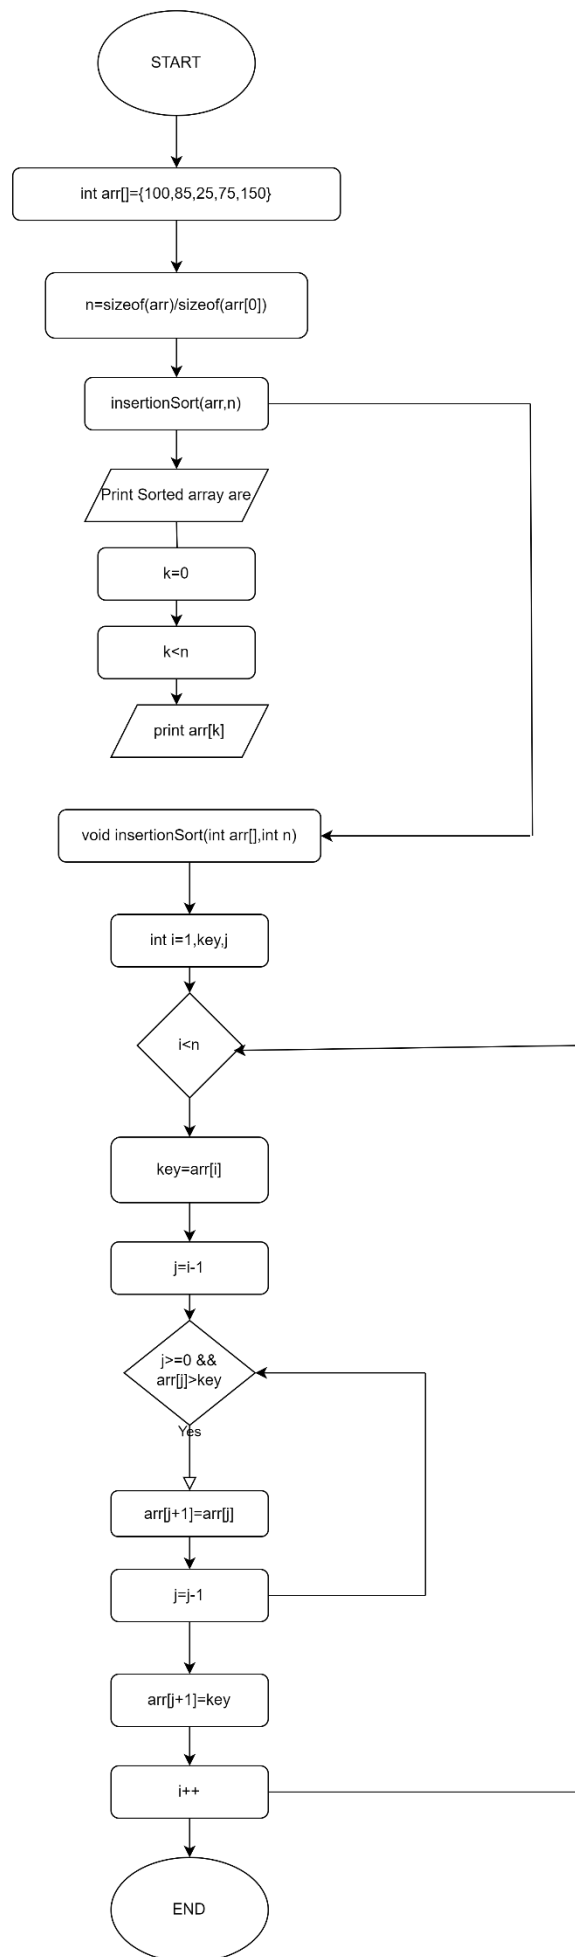 START
int arr[]={100,85,25,75,150}
n=sizeof(arr)/sizeof(arr[0])
insertionSort(arr,n)
Print Sorted array are
k=0
k<n
print arr[k]
void insertionSort(int arr[],int n)
int i=1,key,j
i<n
key=arr[i]
j=i-1
j>=0 &&
arr[j]>key
Yes
arr[j+1]=arr[j]
j=j-1
arr[j+1]=key
i++
END